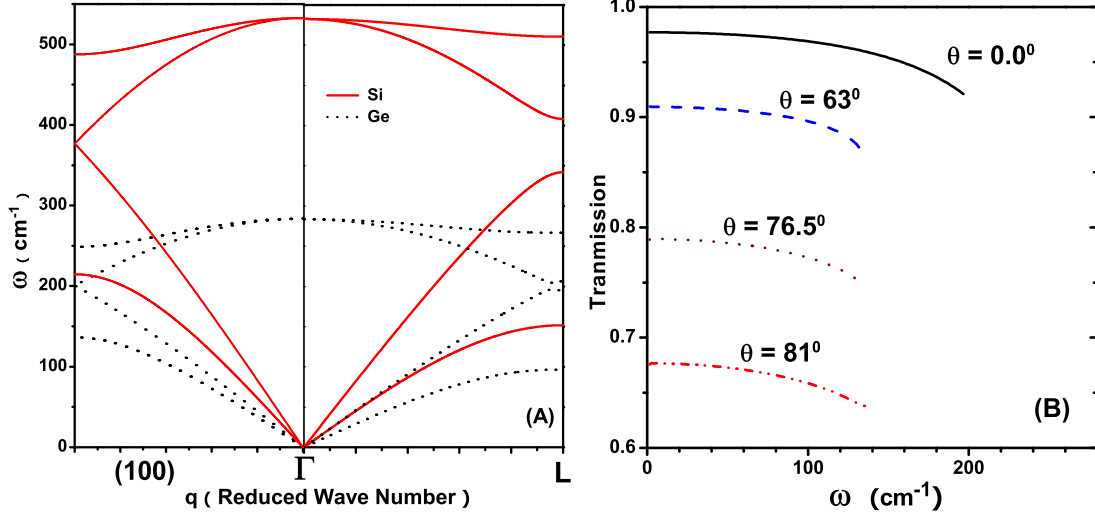 500
400
300
200
100
0
ω ( cm⁻¹ )
Si
Ge
(A)
(100)
Γ
L
q ( Reduced Wave Number )
1.0
0.9
0.8
0.7
0.6
Tranmission
θ = 0.0⁰
θ = 63⁰
θ = 76.5⁰
θ = 81⁰
(B)
0
100
200
ω (cm⁻¹)